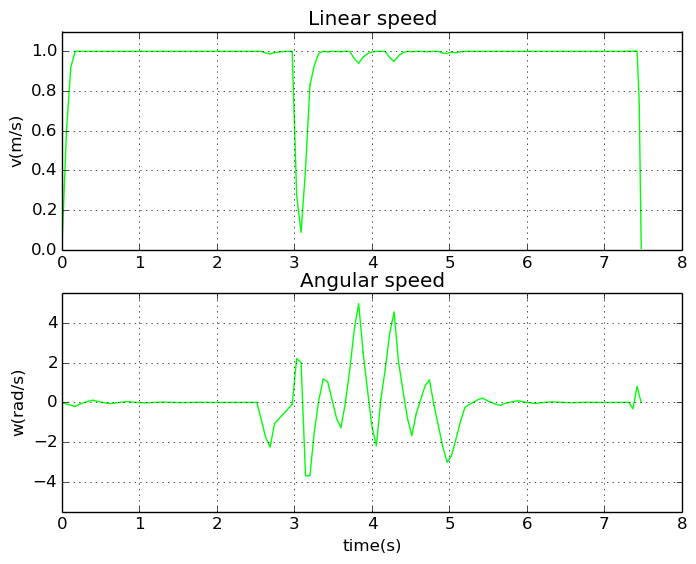 Linear speed
1.0
0.8
0.6
0.4
0.2
0.0
v(m/s)
0 1 2 3 4 5 6 7 8
Angular speed
4
2
0
−2
−4
w(rad/s)
0 1 2 3 4 5 6 7 8
time(s)